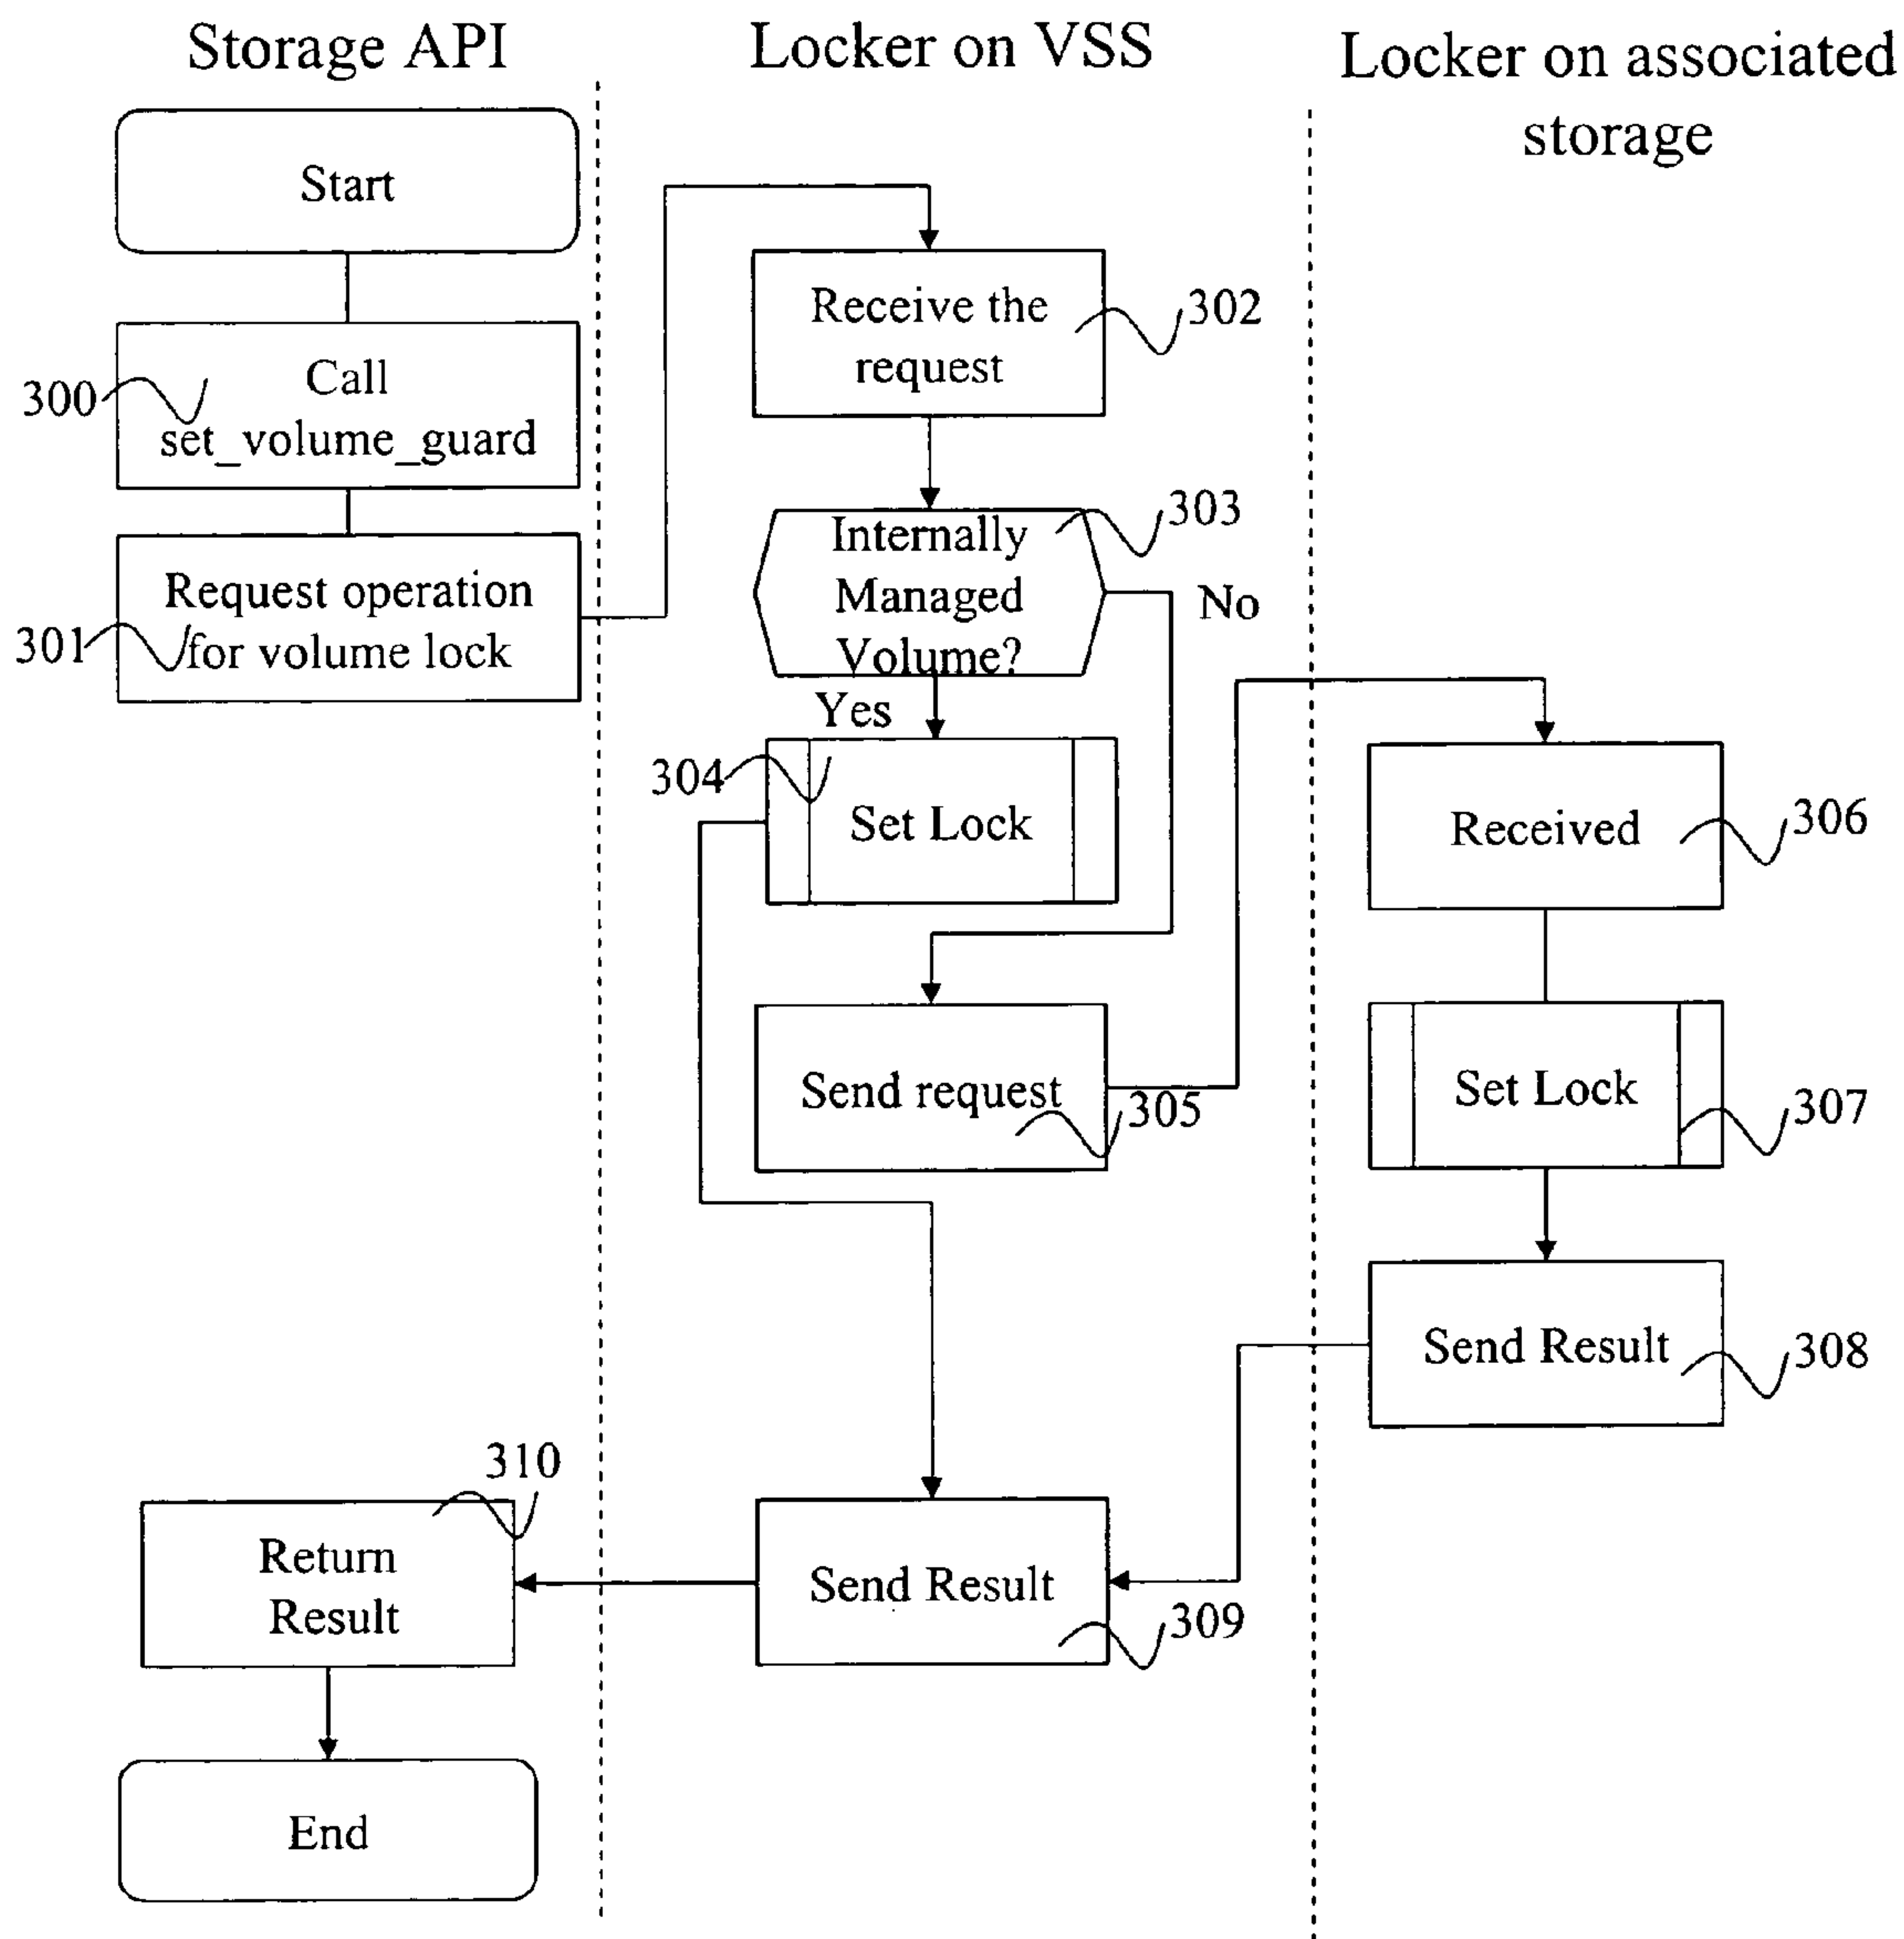 Storage API
Locker on VSS
Locker on associated
storage
Start
300
Call
set_volume_guard
301
Request operation
for volume lock
Receive the
request
302
303
Internally
Managed
Volume?
No
Yes
304
Set Lock
Send request
305
Received
306
Set Lock
307
Send Result
308
Send Result
309
310
Return
Result
End